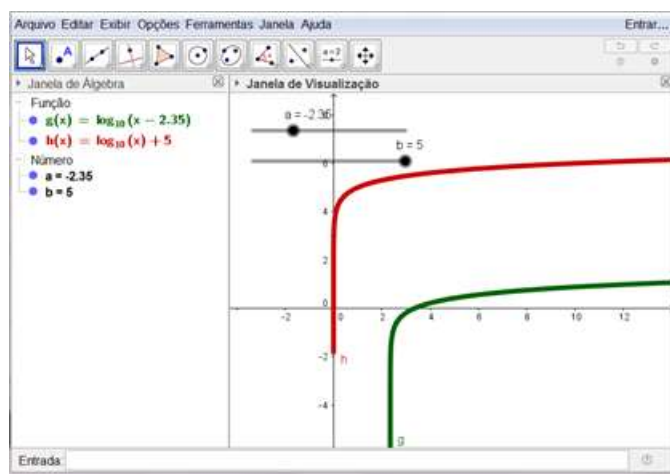 Arquivo Editar Exibir Opções Ferramentas Janela Ajuda Entrar...
A a=2
Janela de Álgebra
Janela de Visualização
Função
g(x) = log₁₀(x − 2.35)
h(x) = log₁₀(x) + 5
Número
a = -2.35
b = 5
a = -2.35
b = 5
6
4
2
0
-2
-4
-2 0 2 4 6 8 10 12
h
g
Entrada: